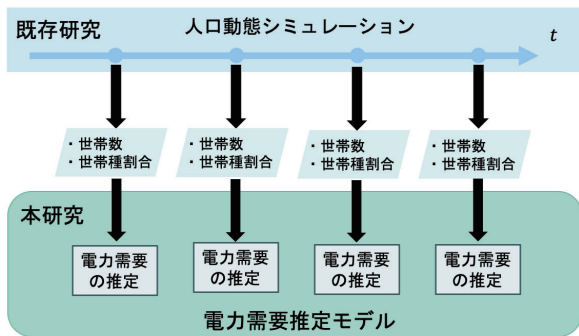 既存研究
人口動態シミュレーション
t
・世帯数
・世帯種割合
・世帯数
・世帯種割合
・世帯数
・世帯種割合
・世帯数
・世帯種割合
本研究
電力需要
の推定
電力需要
の推定
電力需要
の推定
電力需要
の推定
電力需要推定モデル